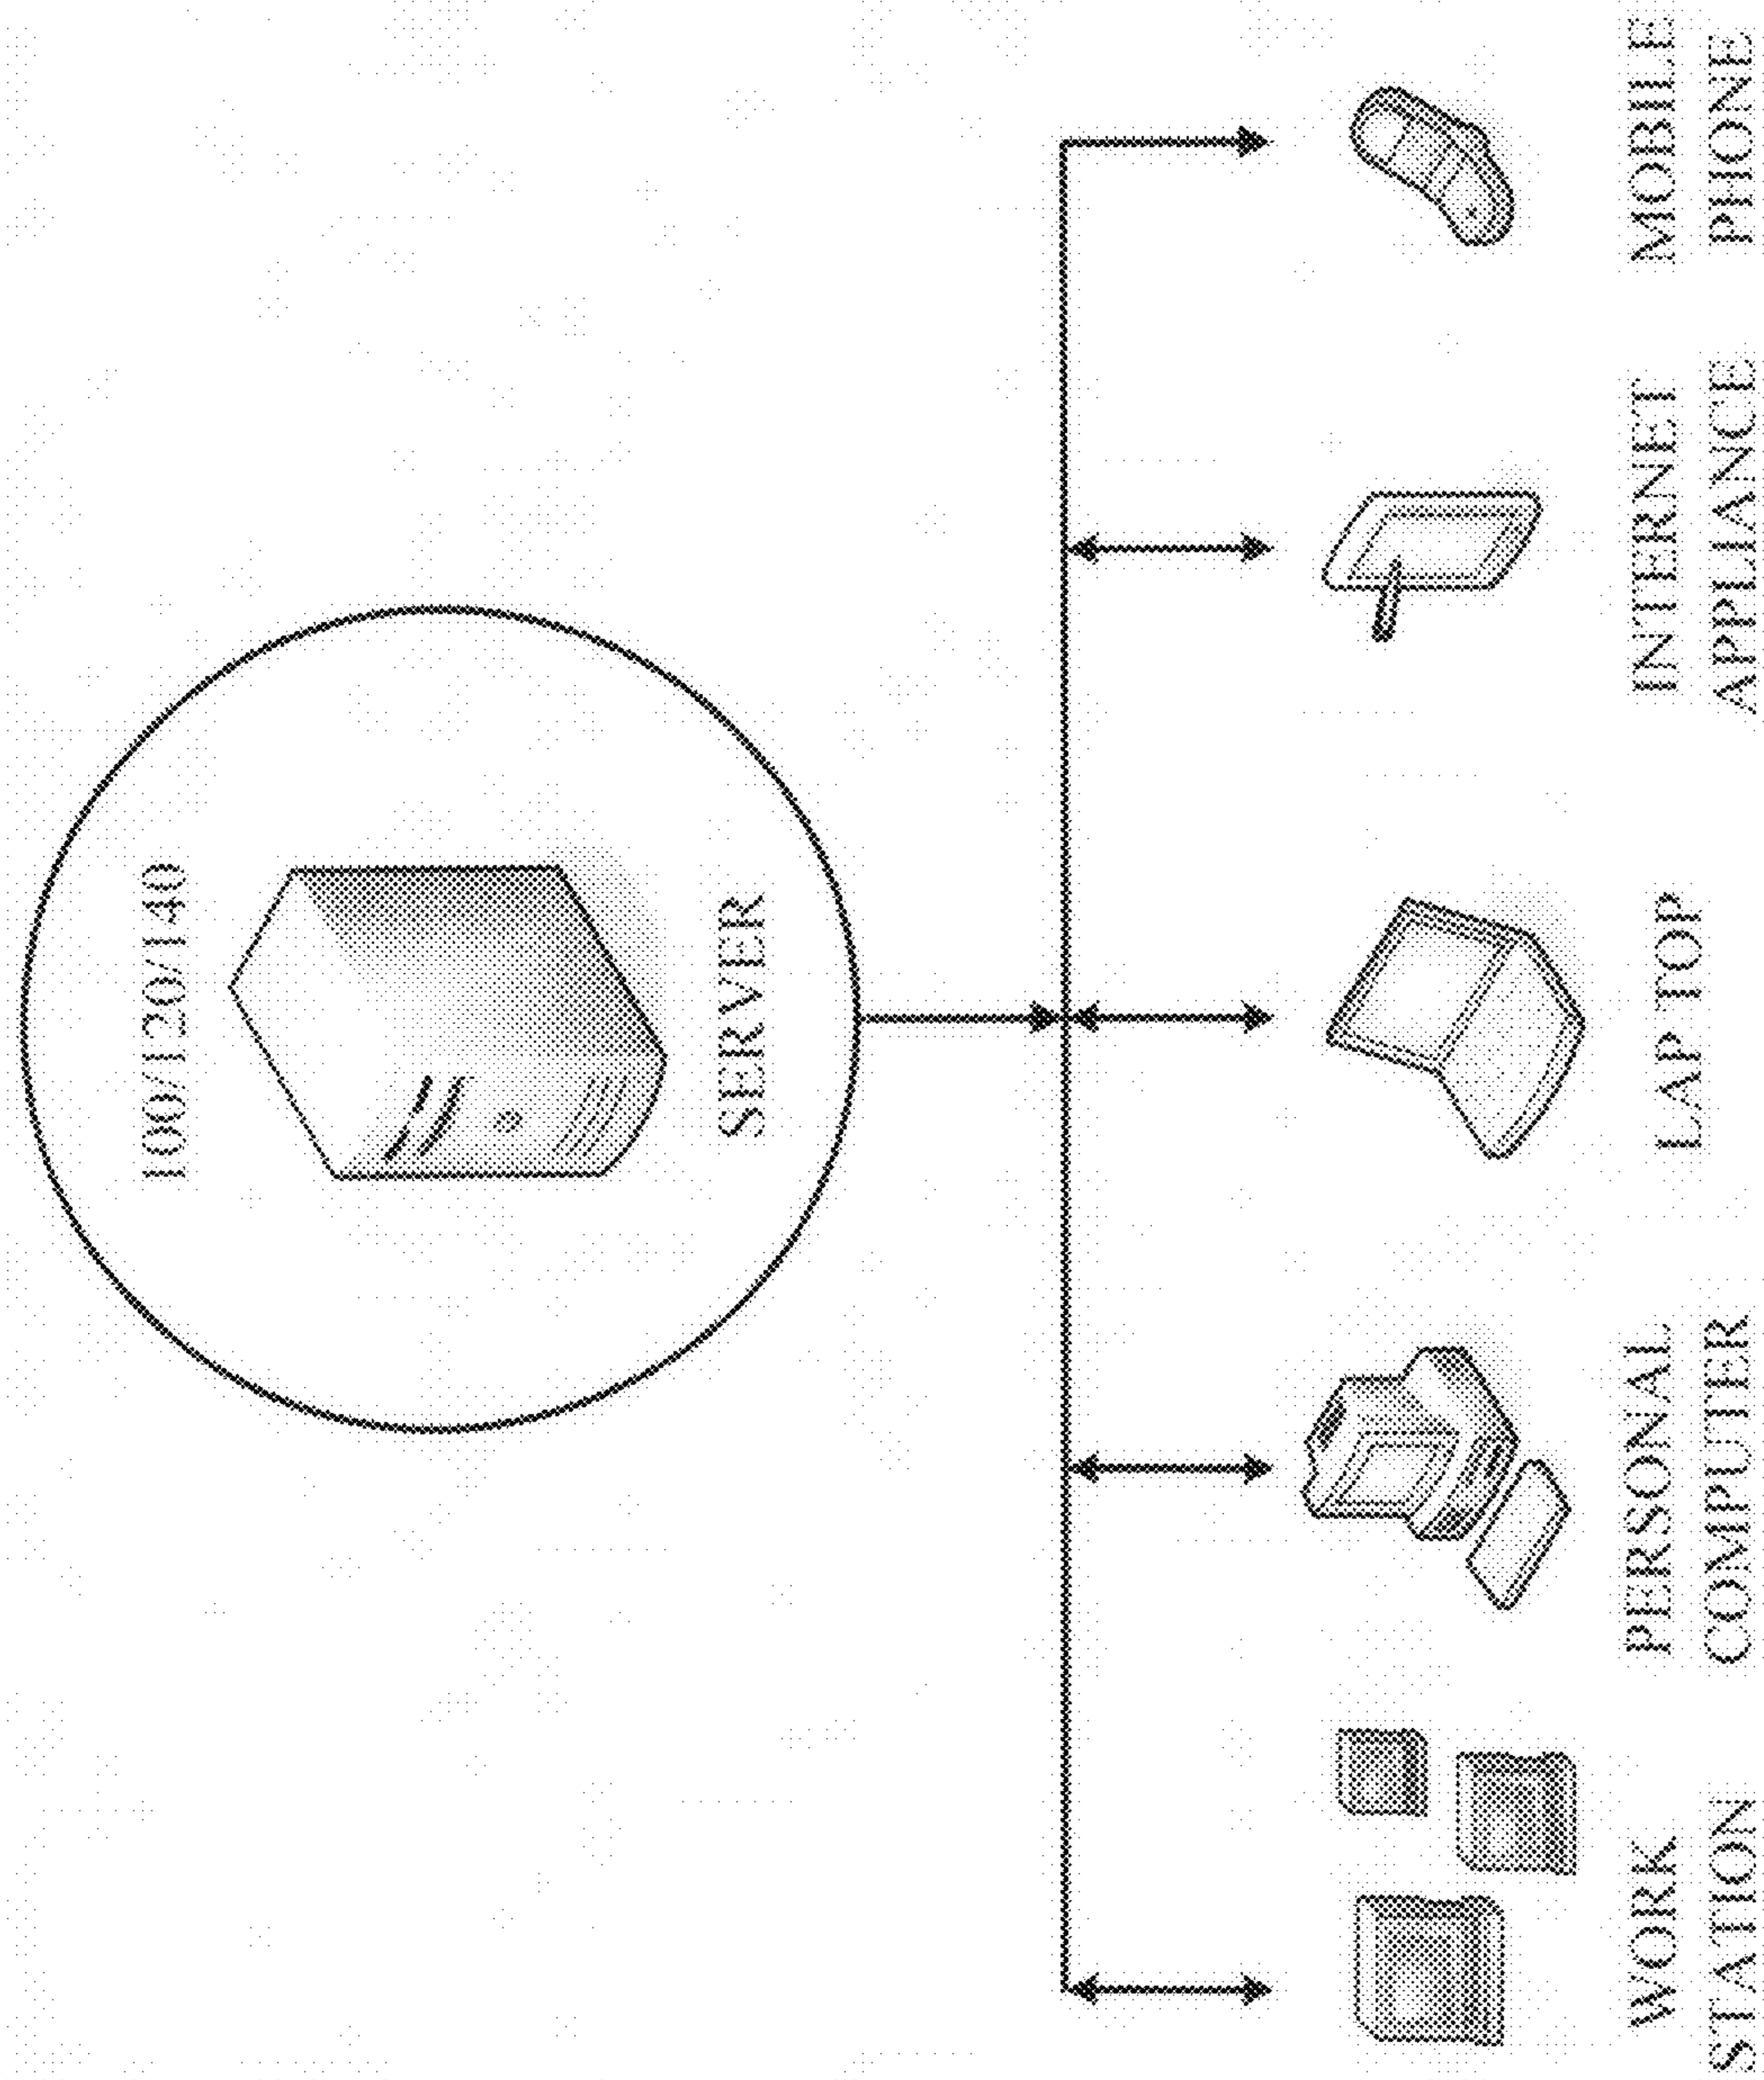 100/120/140
SERVER
WORK
STATION
PERSONAL
COMPUTER
LAP TOP
INTERNET
APPLIANCE
MOBILE
PHONE